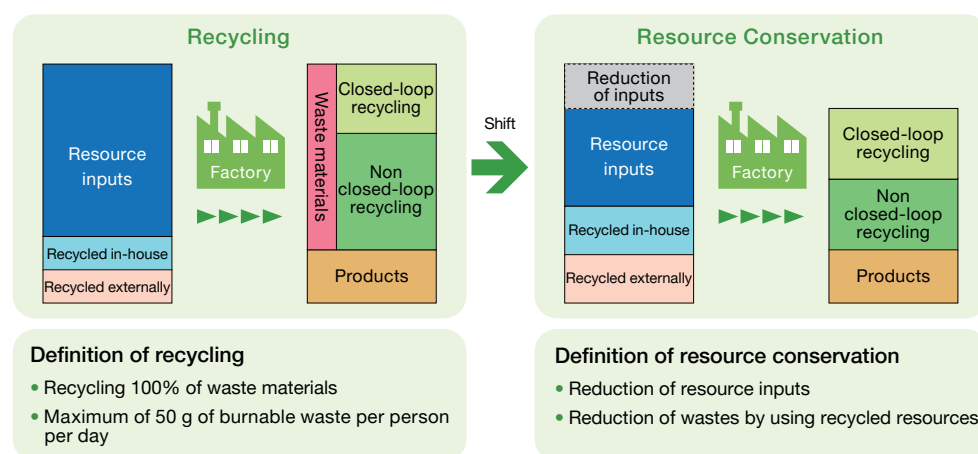 Recycling
Resource
inputs
Recycled in-house
Recycled externally
Factory
Waste materials
Closed-loop
recycling
Non
closed-loop
recycling
Products
Shift
Resource Conservation
Reduction
of inputs
Resource
inputs
Recycled in-house
Recycled externally
Factory
Closed-loop
recycling
Non
closed-loop
recycling
Products
Definition of recycling
• Recycling 100% of waste materials
• Maximum of 50 g of burnable waste per person
per day
Definition of resource conservation
• Reduction of resource inputs
• Reduction of wastes by using recycled resources